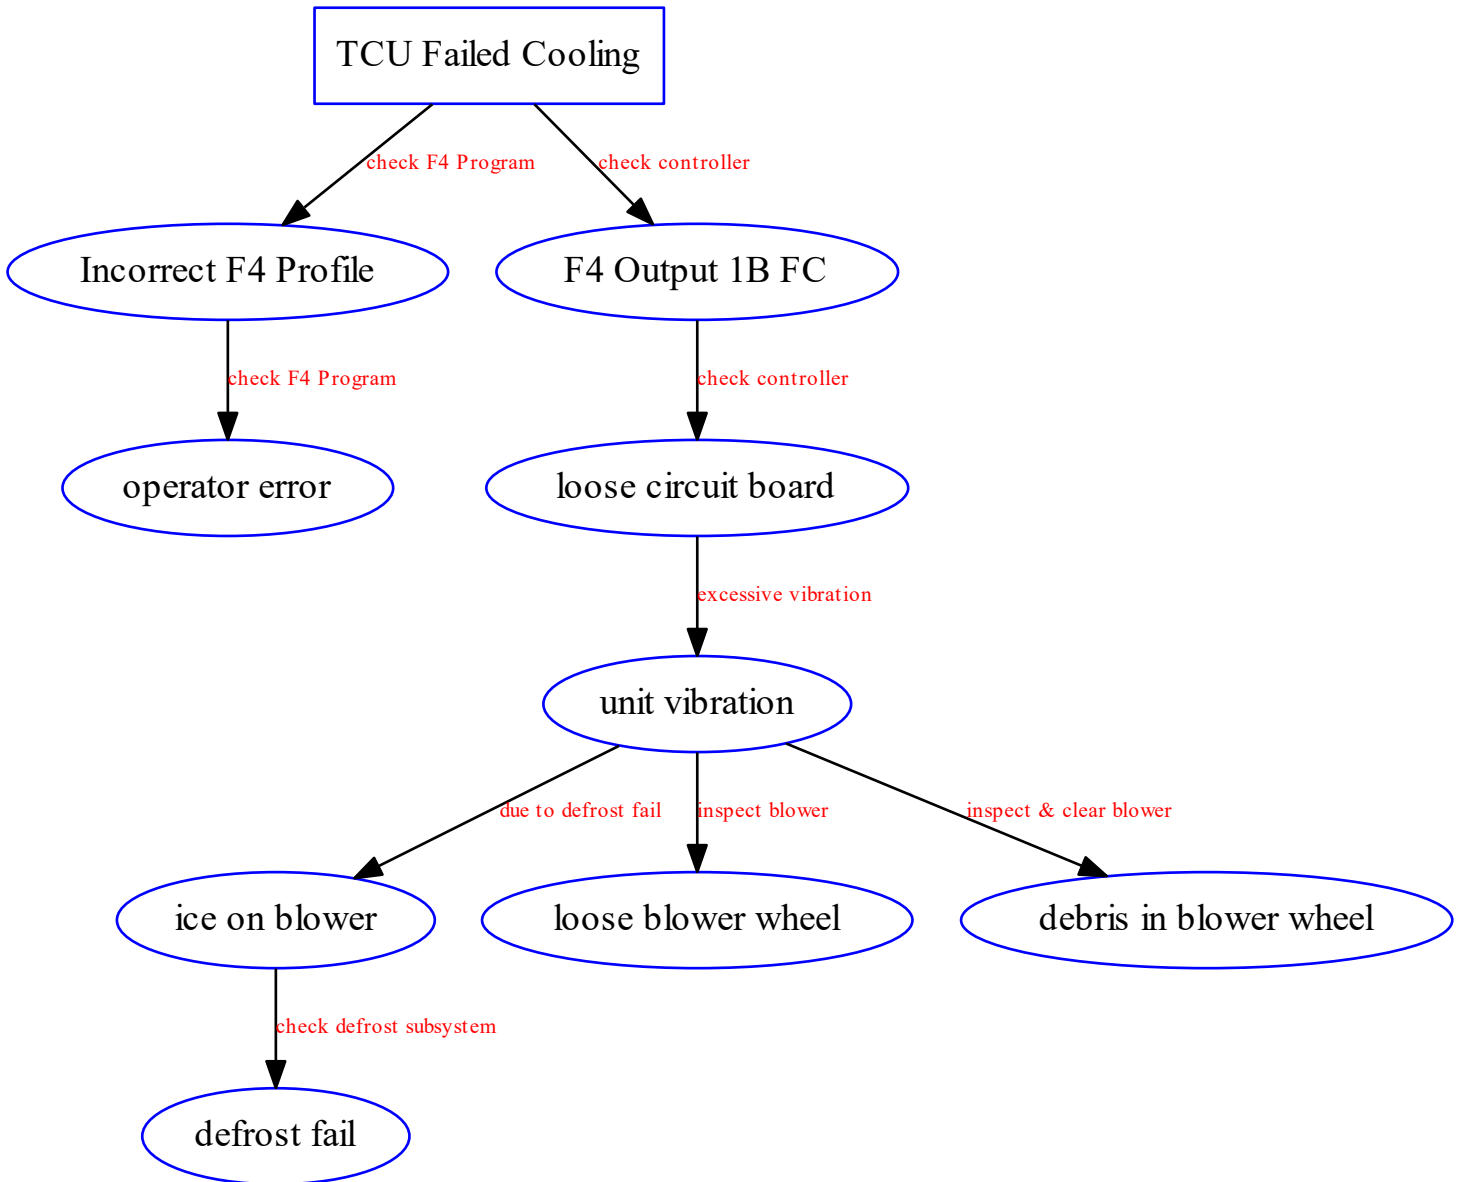 TCU Failed Cooling
check F4 Program
check controller
Incorrect F4 Profile
F4 Output 1B FC
check F4 Program
check controller
operator error
loose circuit board
excessive vibration
unit vibration
due to defrost fail
inspect blower
inspect & clear blower
ice on blower
loose blower wheel
debris in blower wheel
check defrost subsystem
defrost fail